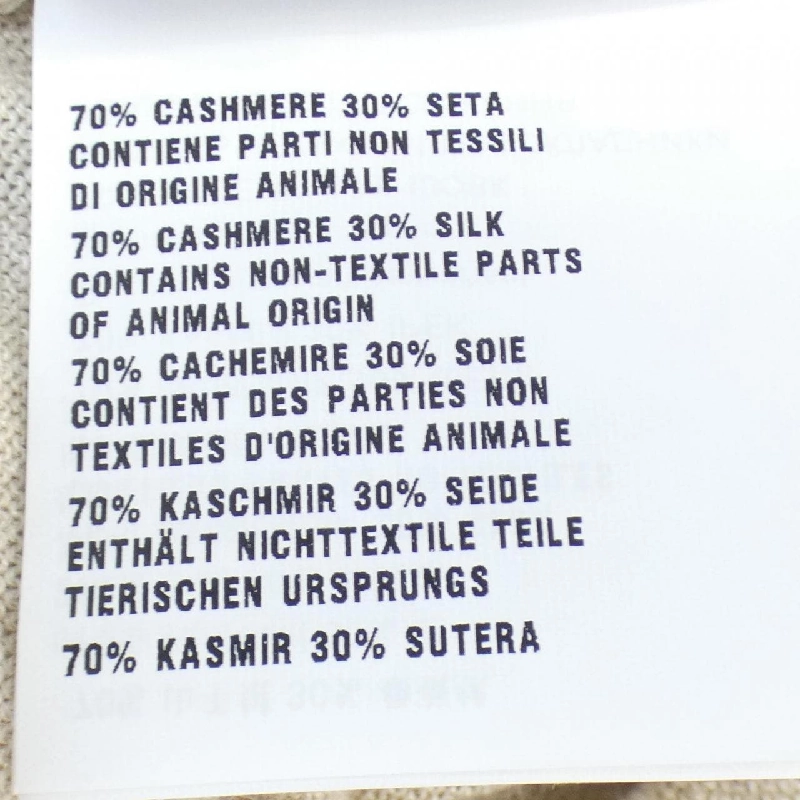 70% CASHMERE 30% SETA
CONTIENE PARTI NON TESSILI
DI ORIGINE ANIMALE
70% CASHMERE 30% SILK
CONTAINS NON-TEXTILE PARTS
OF ANIMAL ORIGIN
70% CACHEMIRE 30% SOIE
CONTIENT DES PARTIES NON
TEXTILES D'ORIGINE ANIMALE
70% KASCHMIR 30% SEIDE
ENTHÄLT NICHTTEXTILE TEILE
TIERISCHEN URSPRUNGS
70% KASMIR 30% SUTERA